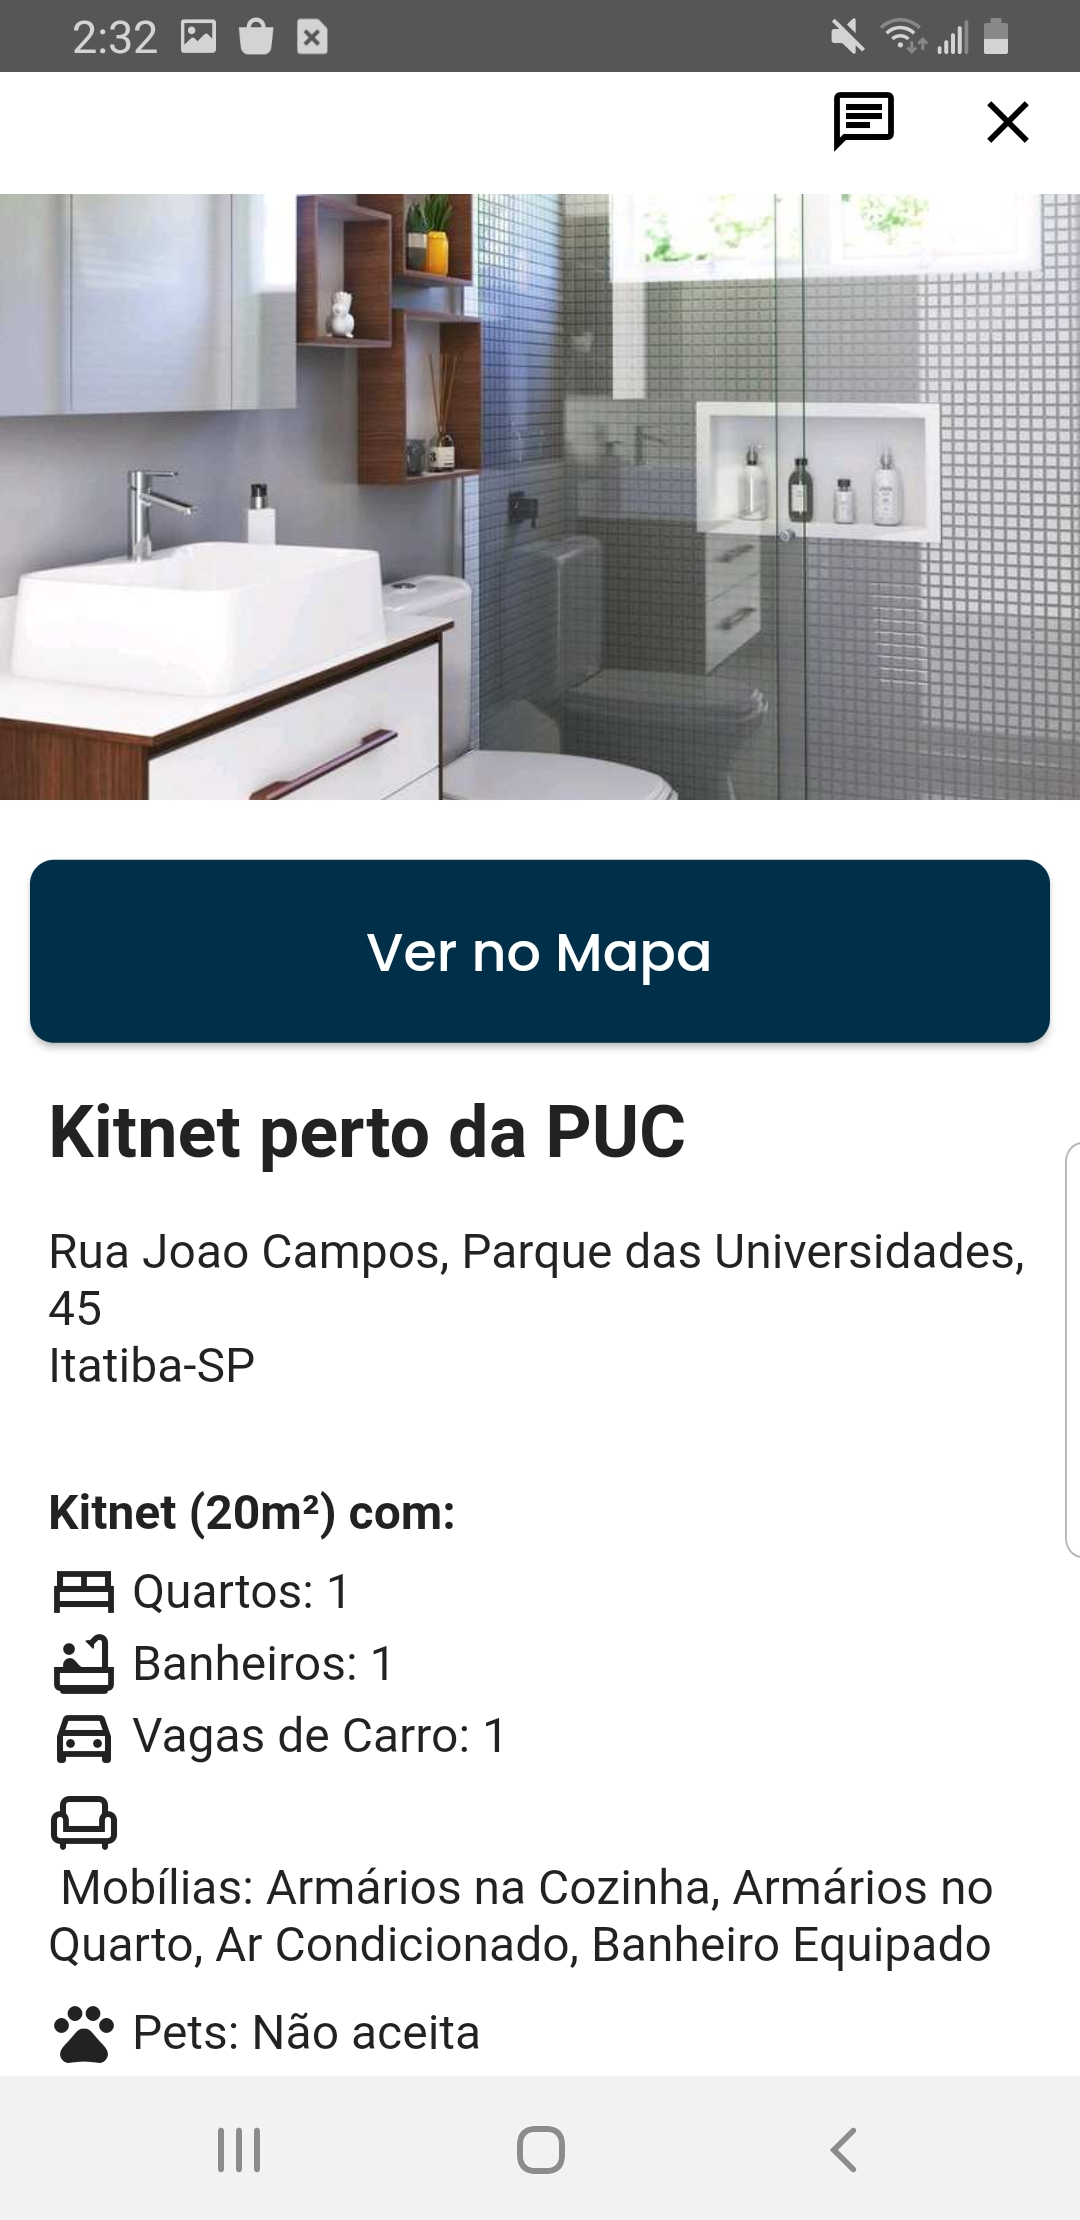 2:32
Ver no Mapa
Kitnet perto da PUC
Rua Joao Campos, Parque das Universidades,
45
Itatiba-SP
Kitnet (20m²) com:
Quartos: 1
Banheiros: 1
Vagas de Carro: 1
Mobílias: Armários na Cozinha, Armários no
Quarto, Ar Condicionado, Banheiro Equipado
Pets: Não aceita